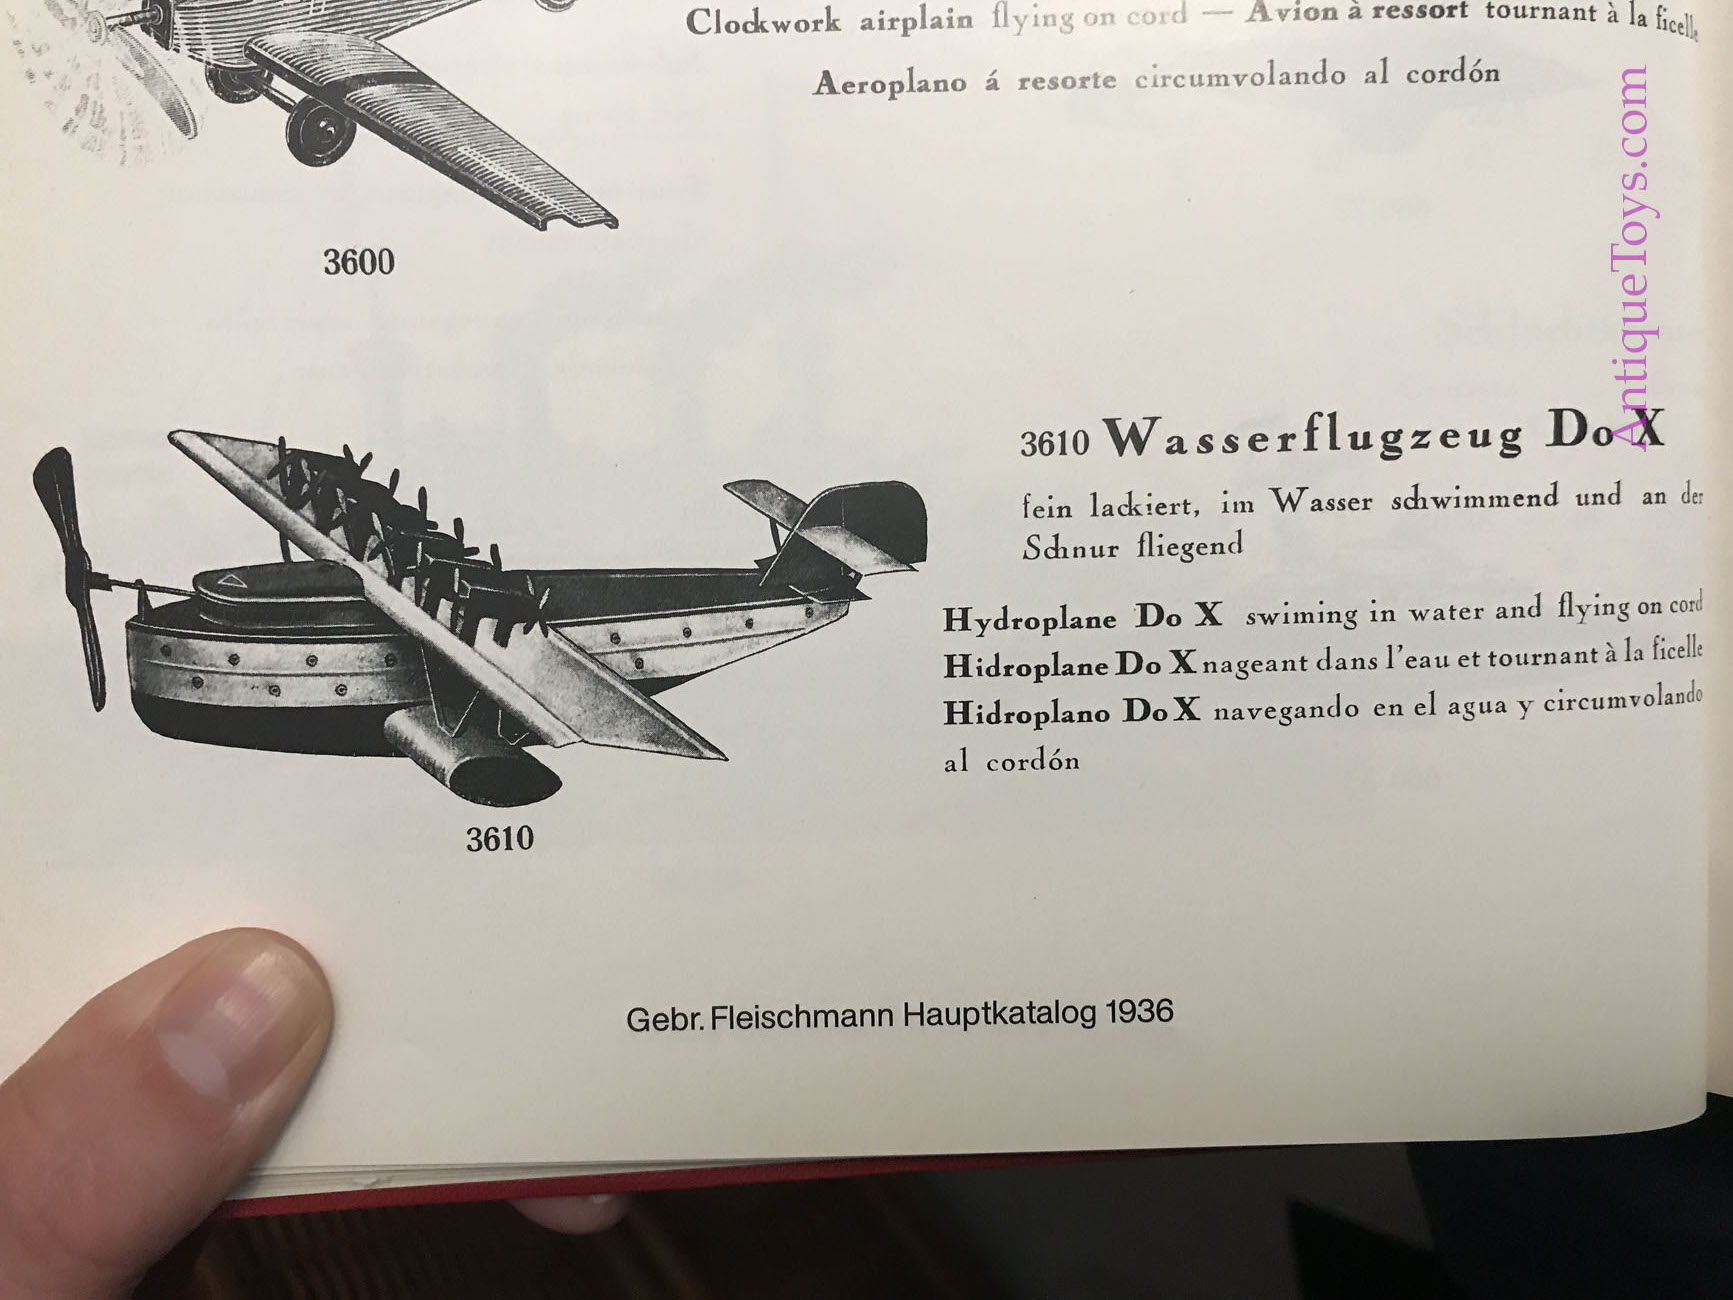 Clockwork airplain flying on cord — Avion à ressort tournant à la ficelle
Aeroplano á resorte circumvolando al cordón
3600
AntiqueToys.com
3610 Wasserflugzeug Do X
fein lackiert, im Wasser schwimmend und an der
Schnur fliegend
Hydroplane Do X swiming in water and flying on cord
Hidroplane Do X nageant dans l'eau et tournant à la ficelle
Hidroplano Do X navegando en el agua y circumvolando
al cordón
3610
Gebr. Fleischmann Hauptkatalog 1936